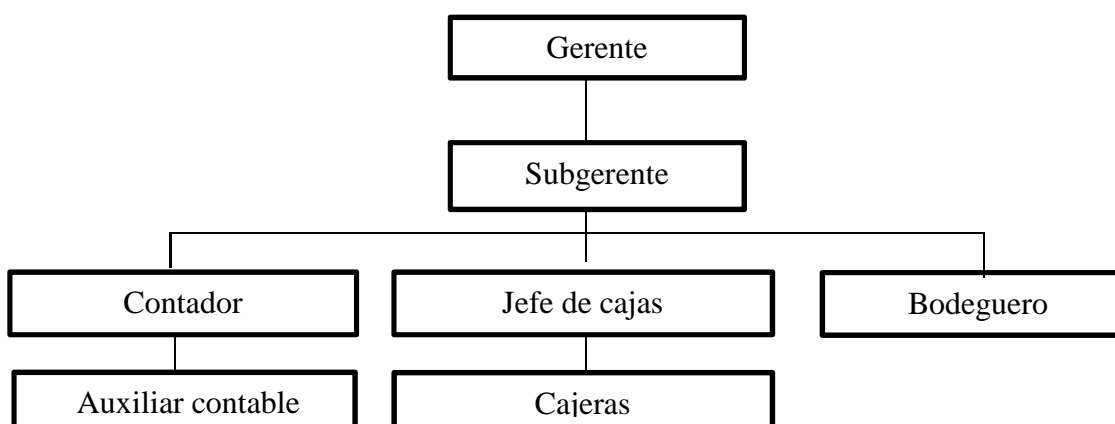 Gerente
Subgerente
Contador
Jefe de cajas
Bodeguero
Auxiliar contable
Cajeras